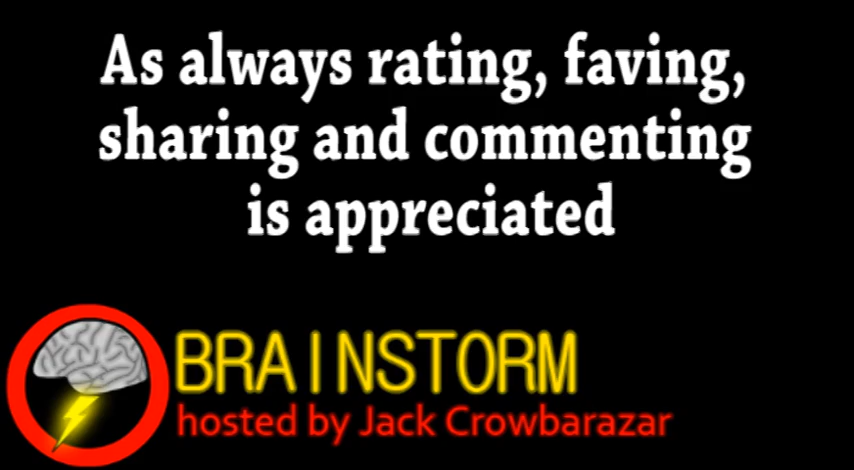 As always rating, faving,
sharing and commenting
is appreciated
BRAINSTORM
hosted by Jack Crowbarazar